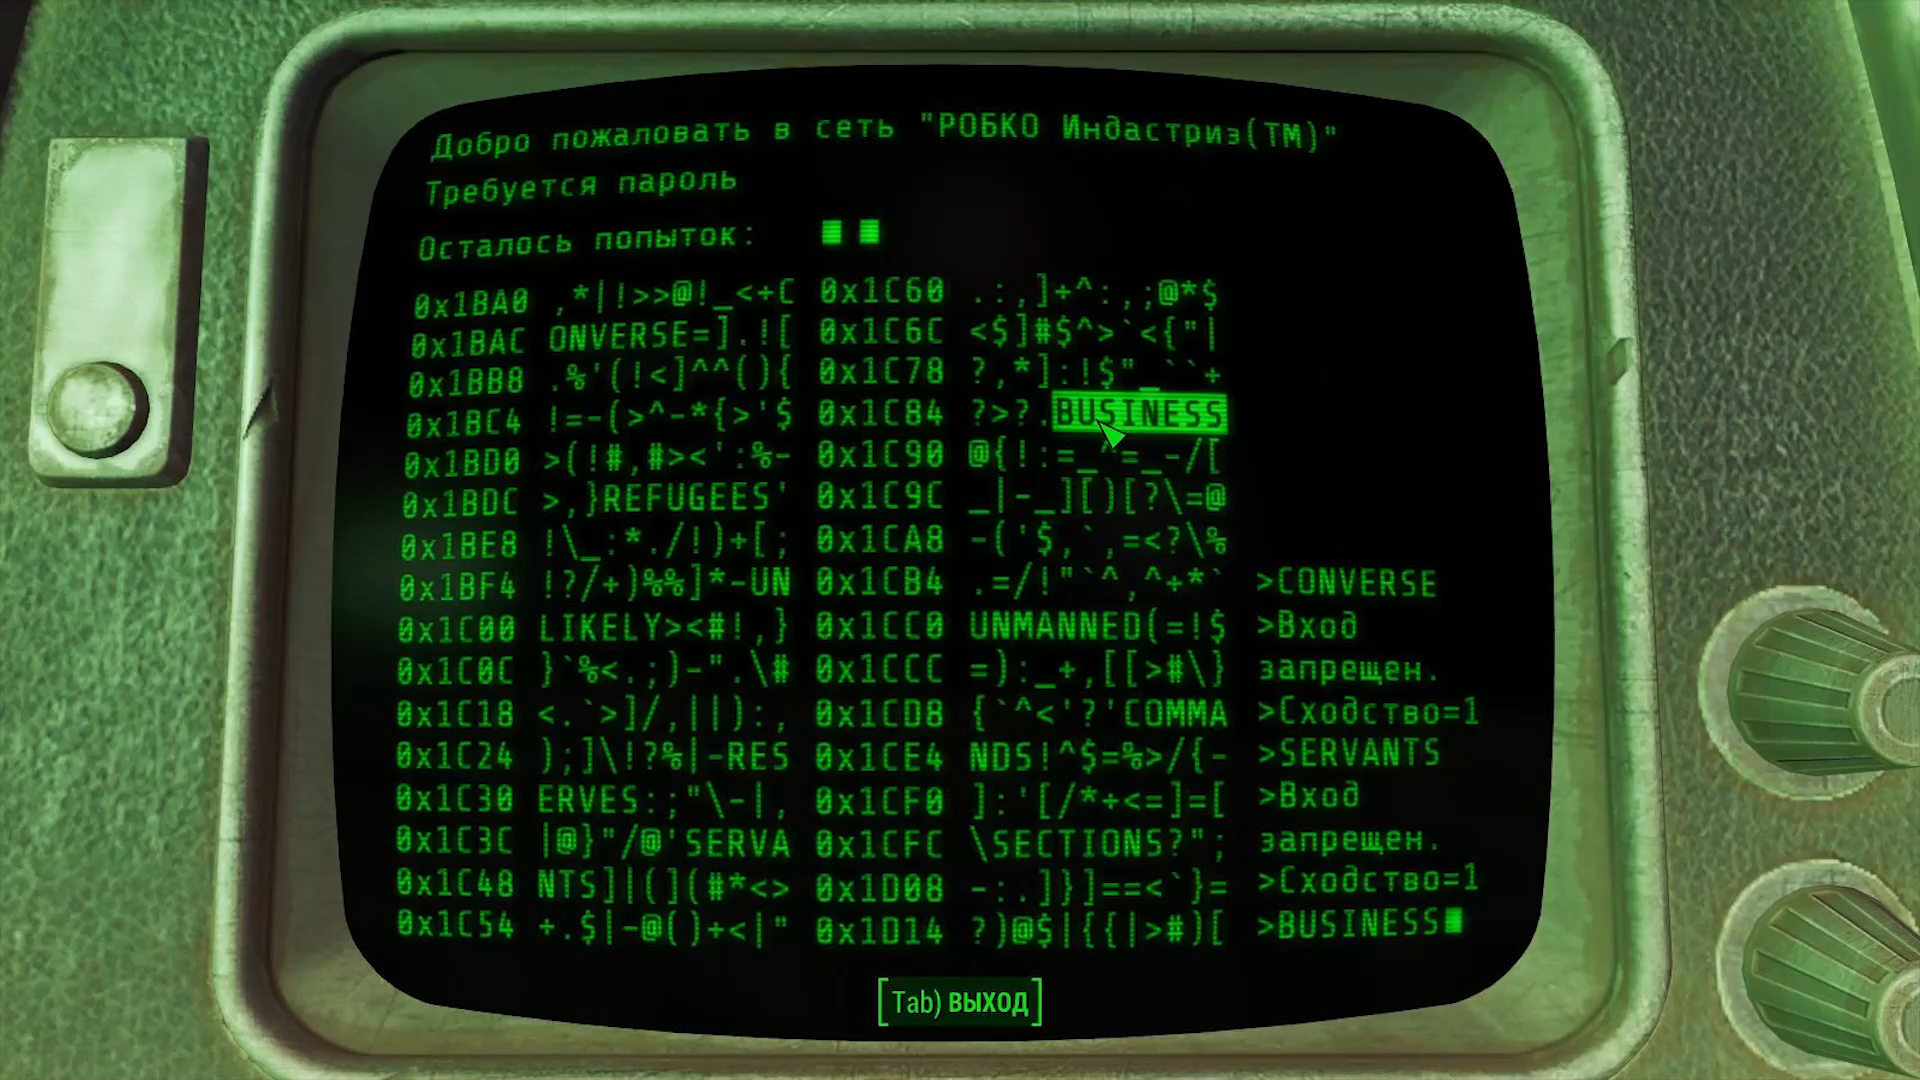 Добро пожаловать в сеть "РОБКО Индастриз(ТМ)"
Требуется пароль
Осталось попыток:
0x1BA0 ,*|!>>@!_<+C 0x1C60 .:,]+^:,;@*$
0x1BAC ONVERSE=].![ 0x1C6C <$]#$^>`<{"|
0x1BB8 .%'(!<]^^(){ 0x1C78 ?,*]:!$"_``+
0x1BC4 !=-(>^-*{>'$ 0x1C84 ?>?.BUSINESS
0x1BD0 >(!#,#><':%- 0x1C90 @{!:=_^=_-/[
0x1BDC >,}REFUGEES' 0x1C9C _|-_][)[?\=@
0x1BE8 !\_:*./!)+[; 0x1CA8 -('$,`,=<?\%
0x1BF4 !?/+)%%]*-UN 0x1CB4 .=/!"`^,^+*` >CONVERSE
0x1C00 LIKELY><#!,} 0x1CC0 UNMANNED(=!$ >Вход
0x1C0C }`%<.;)-".\# 0x1CCC =):_+,[[>#\} запрещен.
0x1C18 <.`>]/,||):, 0x1CD8 {`^<'?'COMMA >Сходство=1
0x1C24 );]\!?%|-RES 0x1CE4 NDS!^$=%>/{- >SERVANTS
0x1C30 ERVES:;"\-|, 0x1CF0 ]:'[/*+<=]=[ >Вход
0x1C3C |@}"/@'SERVA 0x1CFC \SECTIONS?"; запрещен.
0x1C48 NTS]|(](#*<> 0x1D08 -:.]}]==<`}= >Сходство=1
0x1C54 +.$|-@()+<|" 0x1D14 ?)@$|{{|>#)[ >BUSINESS
[Tab) ВЫХОД]